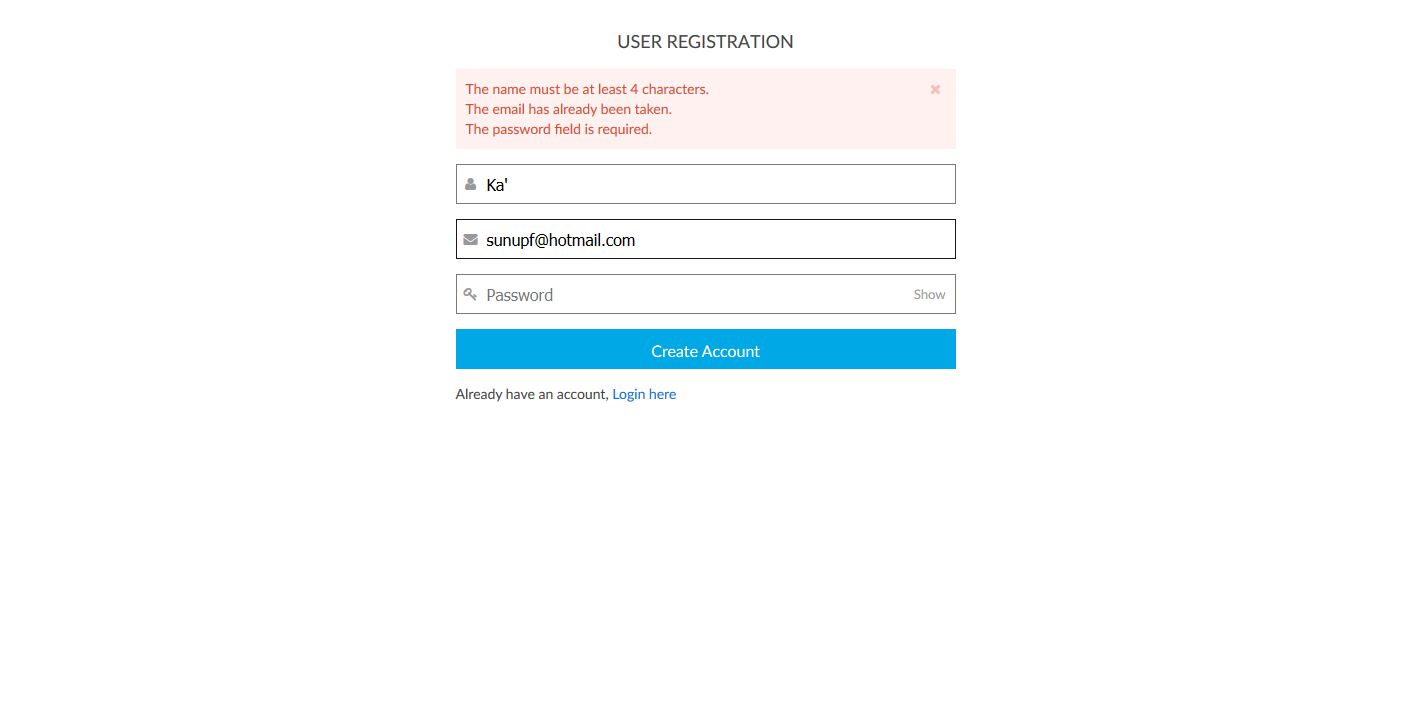 USER REGISTRATION
The name must be at least 4 characters.
The email has already been taken.
The password field is required.
Ka'
sunupf@hotmail.com
Password Show
Create Account
Already have an account, Login here